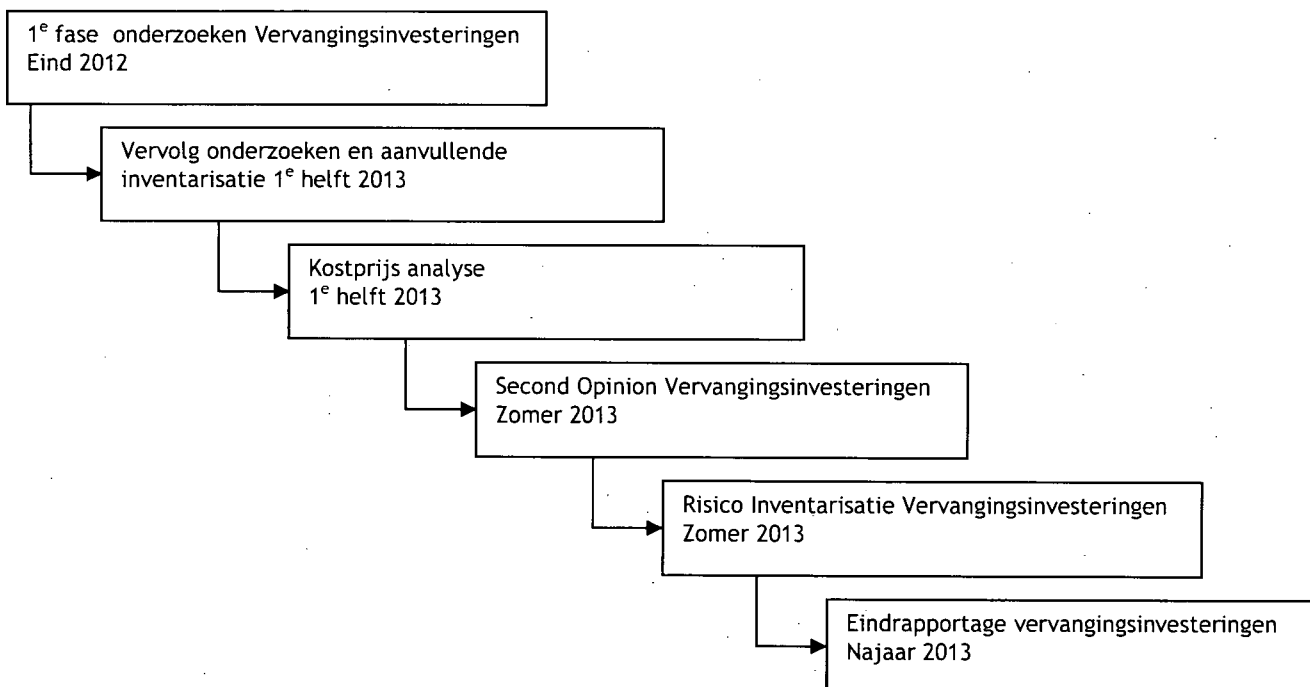 1e fase onderzoeken Vervangingsinvesteringen
Eind 2012
Vervolg onderzoeken en aanvullende
inventarisatie 1e helft 2013
Kostprijs analyse
1e helft 2013
Second Opinion Vervangingsinvesteringen
Zomer 2013
Risico Inventarisatie Vervangingsinvesteringen
Zomer 2013
Eindrapportage vervangingsinvesteringen
Najaar 2013